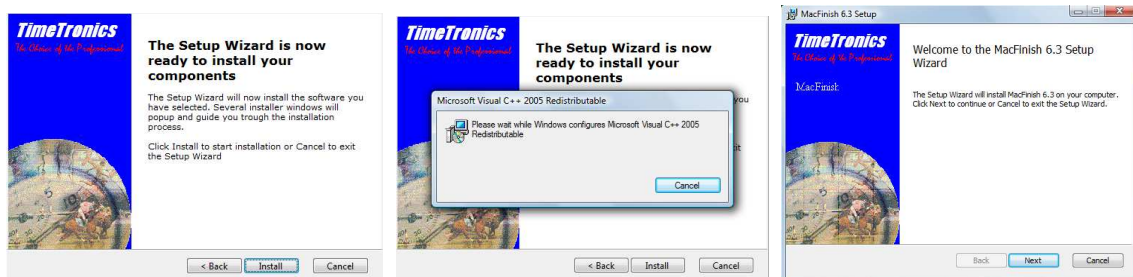 TimeTronics
The Choice of the Professional
The Setup Wizard is now
ready to install your
components
The Setup Wizard will now install the software you
have selected. Several installer windows will
popup and guide you trough the installation
process.
Click Install to start installation or Cancel to exit
the Setup Wizard
< Back
Install
Cancel
TimeTronics
The Choice of the Professional
The Setup Wizard is now
ready to install your
components
you
Microsoft Visual C++ 2005 Redistributable
Please wait while Windows configures Microsoft Visual C++ 2005
Redistributable
Cancel
< Back
Install
Cancel
MacFinish 6.3 Setup
TimeTronics
The Choice of the Professional
MacFinish
Welcome to the MacFinish 6.3 Setup
Wizard
The Setup Wizard will install MacFinish 6.3 on your computer.
Click Next to continue or Cancel to exit the Setup Wizard.
Back
Next
Cancel